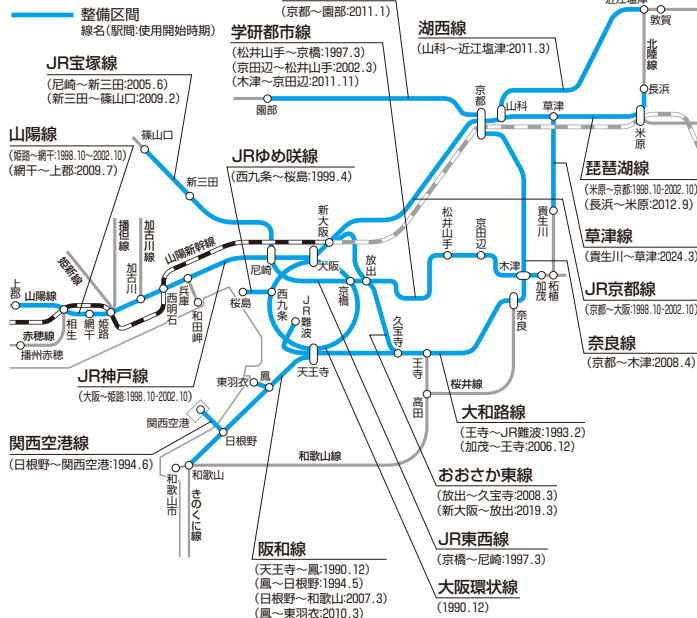 整備区間
線名(駅間:使用開始時期)
(京都〜園部:2011.1)
学研都市線
(松井山手〜京橋:1997.3)
(京田辺〜松井山手:2002.3)
(木津〜京田辺:2011.11)
湖西線
(山科〜近江塩津:2011.3)
近江塩津
敦賀
北陸線
長浜
米原
JR宝塚線
(尼崎〜新三田:2005.6)
(新三田〜篠山口:2009.2)
園部
京都
山科
草津
山陽線
(姫路〜網干:1998.10〜2002.10)
(網干〜上郡:2009.7)
篠山口
新三田
JRゆめ咲線
(西九条〜桜島:1999.4)
琵琶湖線
(米原〜京都:1998.10-2002.10)
(長浜〜米原:2012.9)
貴生川
草津線
(貴生川〜草津:2024.3)
姫新線
播但線
加古川線
加古川
山陽新幹線
新大阪
松井山手
京田辺
木津
加茂
柘植
JR京都線
(京都〜大阪:1998.10-2002.10)
上郡
山陽線
相生
網干
姫路
西明石
兵庫
和田岬
尼崎
大阪
放出
京橋
桜島
西九条
JR難波
久宝寺
王寺
奈良
奈良線
(京都〜木津:2008.4)
赤穂線
播州赤穂
JR神戸線
(大阪〜姫路:1998.10-2002.10)
天王寺
東羽衣
鳳
高田
桜井線
大和路線
(王寺〜JR難波:1993.2)
(加茂〜王寺:2006.12)
関西空港
日根野
関西空港線
(日根野〜関西空港:1994.6)
和歌山線
和歌山
和歌山市
きのくに線
おおさか東線
(放出〜久宝寺:2008.3)
(新大阪〜放出:2019.3)
JR東西線
(京橋〜尼崎:1997.3)
阪和線
(天王寺〜鳳:1990.12)
(鳳〜日根野:1994.5)
(日根野〜和歌山:2007.3)
(鳳〜東羽衣:2010.3)
大阪環状線
(1990.12)